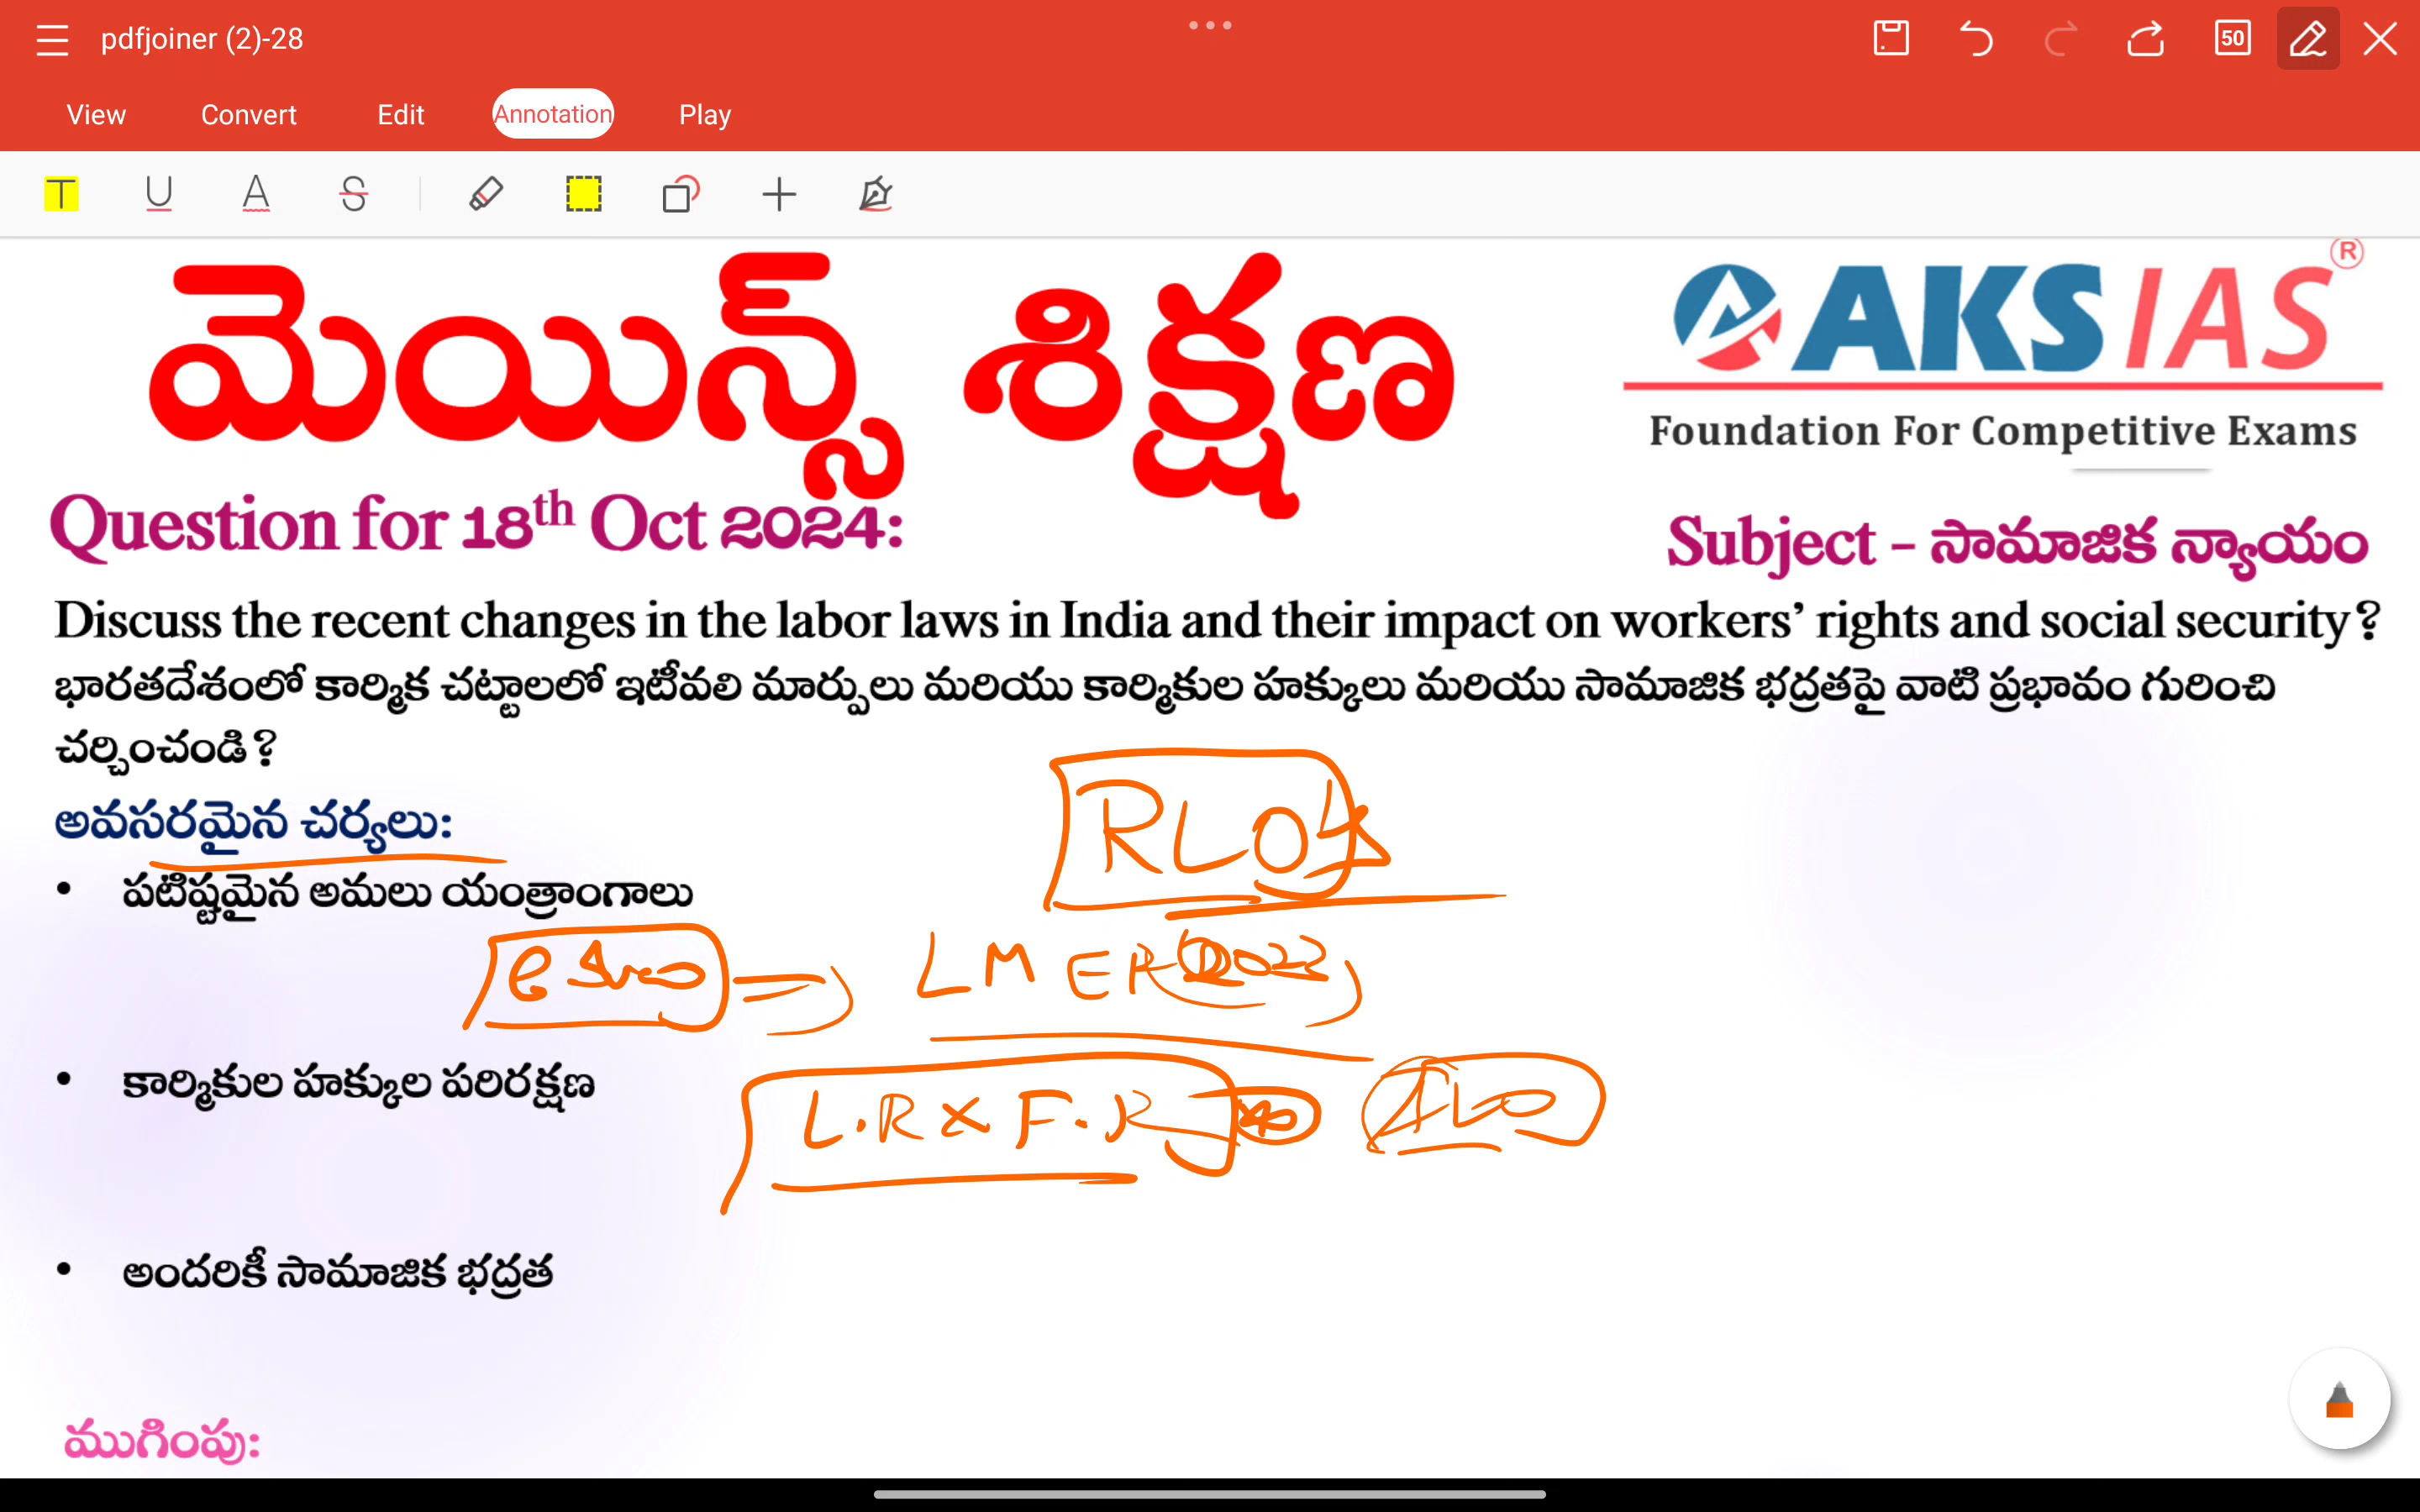 pdfjoiner (2)-28
50
View Convert Edit Annotation Play
T U A S
మెయిన్స్ శిక్షణ
AKS IAS ®
Foundation For Competitive Exams
Question for 18th Oct 2024:
Subject - సామాజిక న్యాయం
Discuss the recent changes in the labor laws in India and their impact on workers' rights and social security?
భారతదేశంలో కార్మిక చట్టాలలో ఇటీవలి మార్పులు మరియు కార్మికుల హక్కులు మరియు సామాజిక భద్రతపై వాటి ప్రభావం గురించి
చర్చించండి?
అవసరమైన చర్యలు:
• పటిష్టమైన అమలు యంత్రాంగాలు
LMER
• కార్మికుల హక్కుల పరిరక్షణ
L.R × F.R
ILO
• అందరికీ సామాజిక భద్రత
ముగింపు: